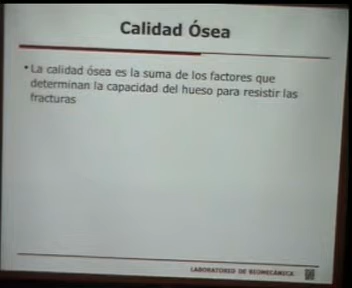 Calidad Ósea
• La calidad ósea es la suma de los factores que
determinan la capacidad del hueso para resistir las
fracturas
LABORATORIO DE BIOMECÁNICA